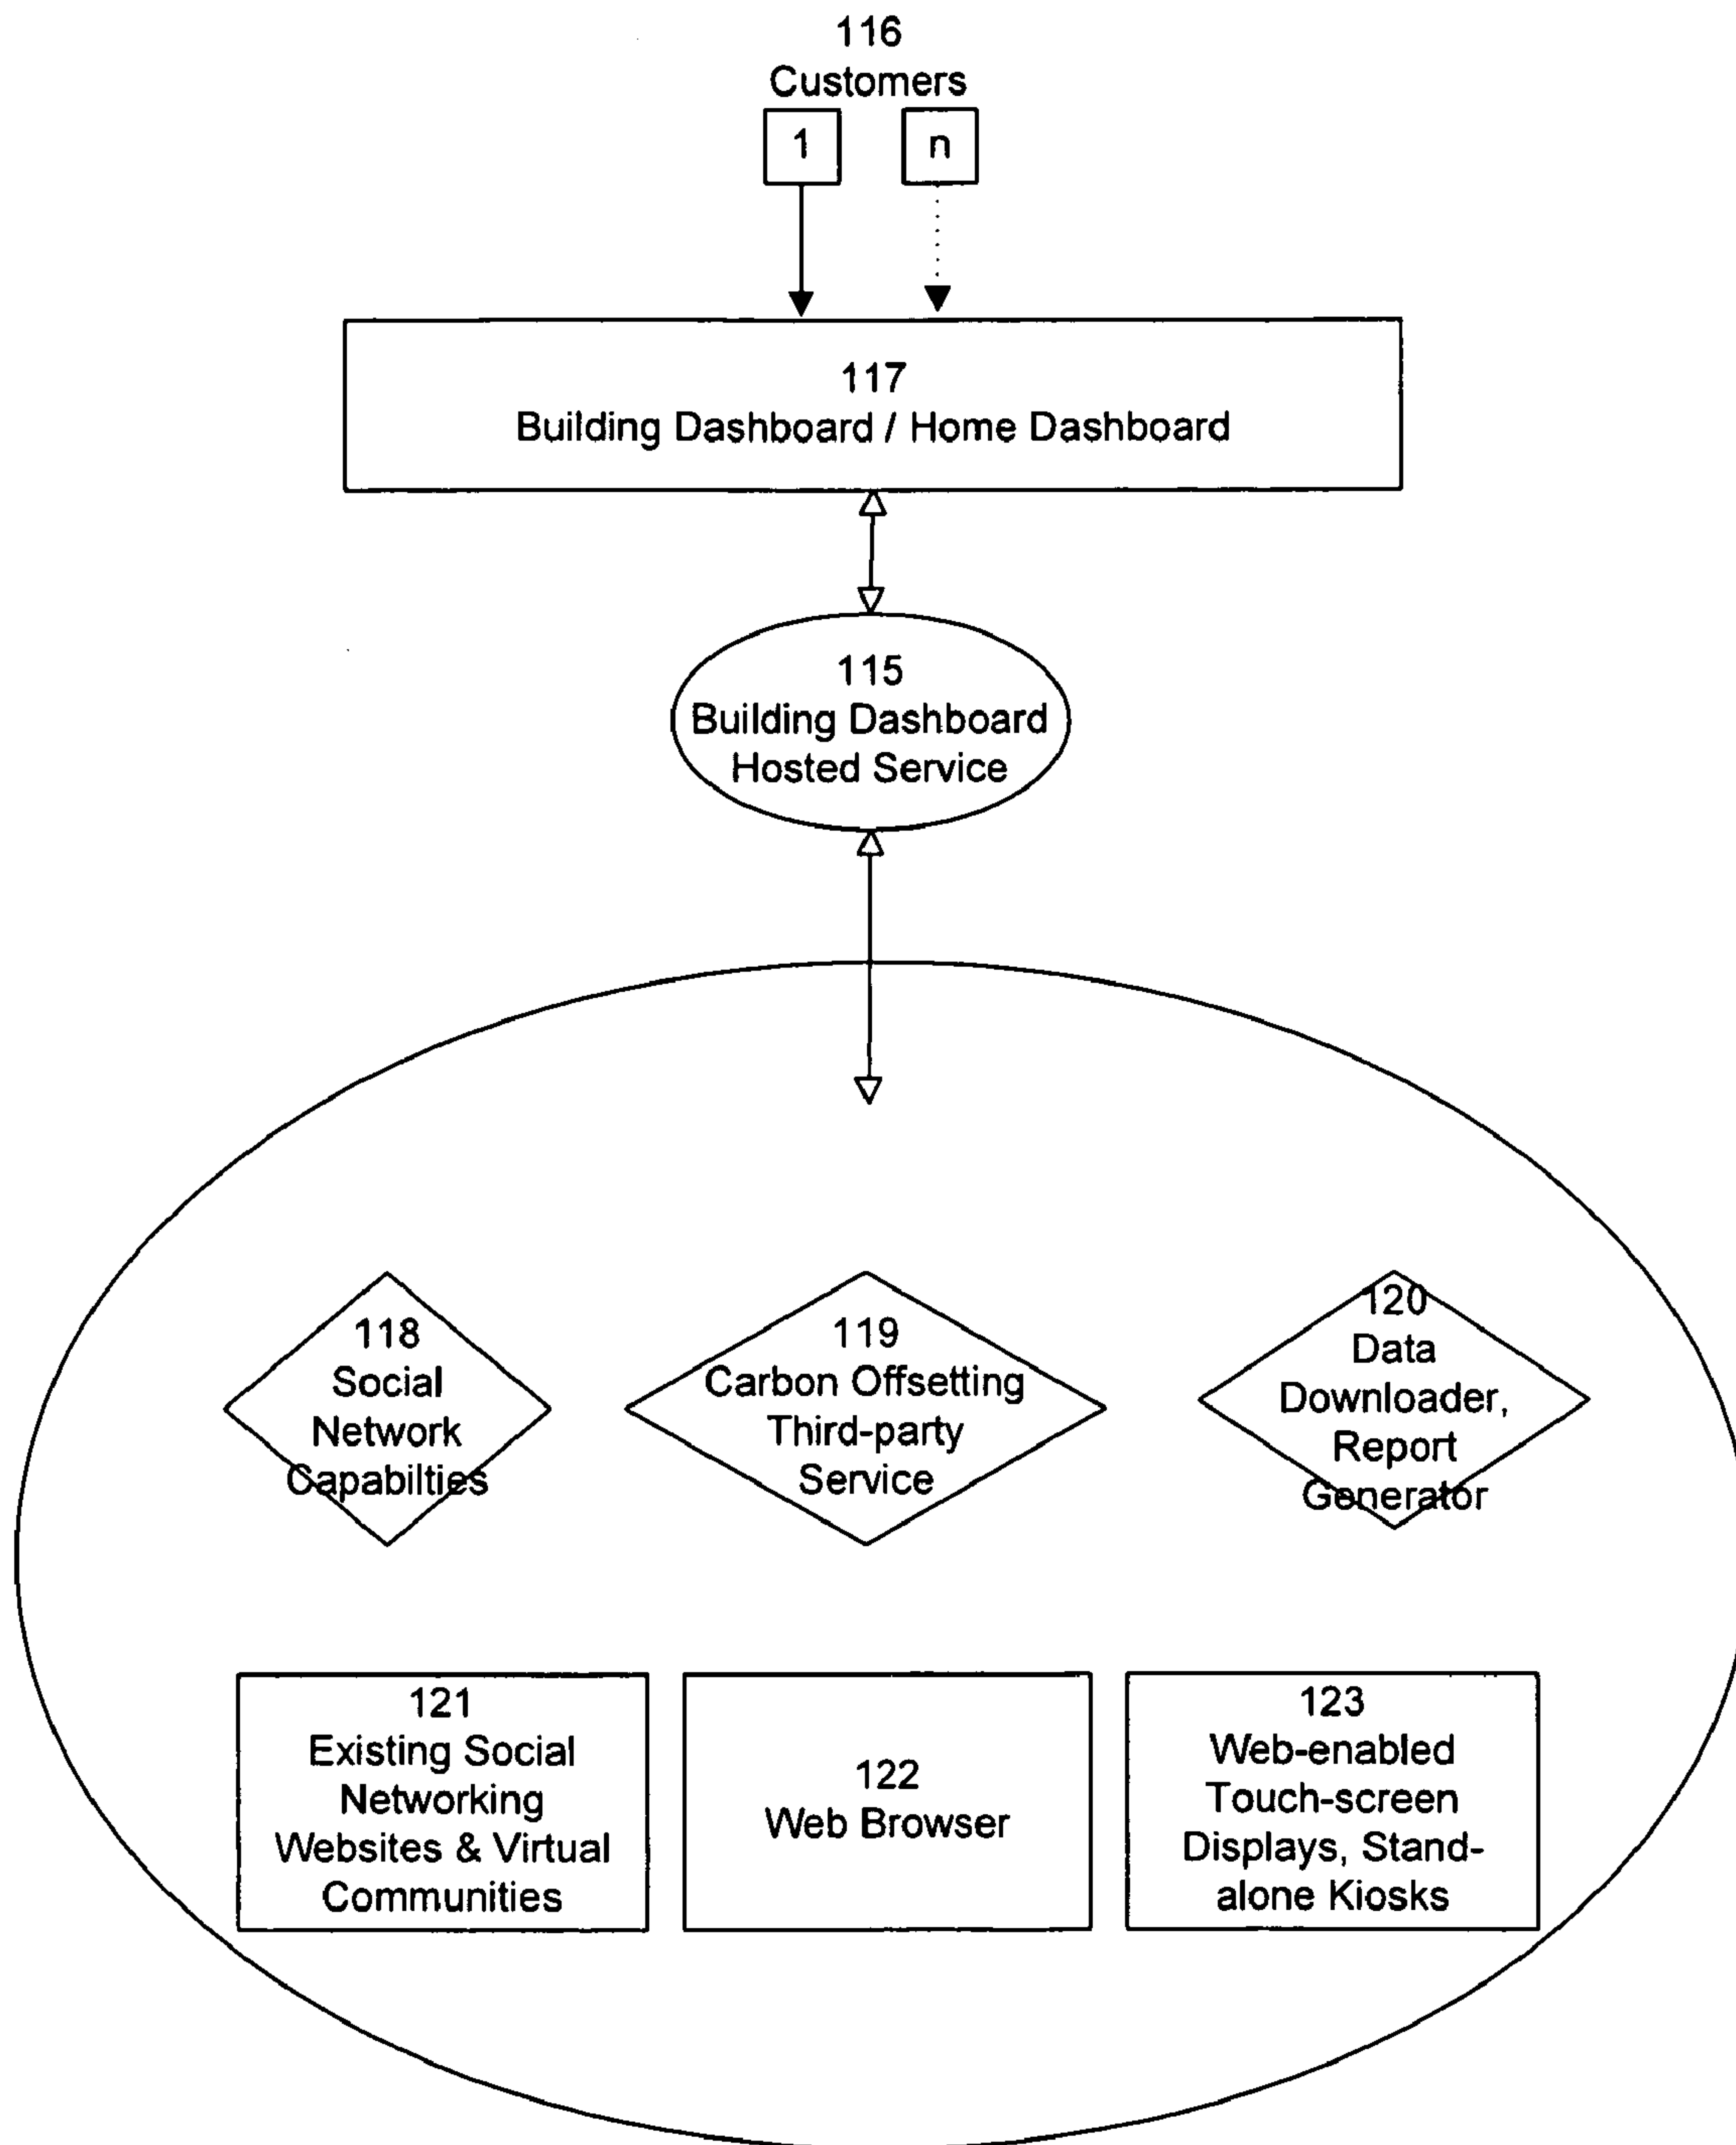 116
Customers
1
n
117
Building Dashboard / Home Dashboard
115
Building Dashboard
Hosted Service
118
Social
Network
Capabilties
119
Carbon Offsetting
Third-party
Service
120
Data
Downloader,
Report
Generator
121
Existing Social
Networking
Websites & Virtual
Communities
122
Web Browser
123
Web-enabled
Touch-screen
Displays, Stand-
alone Kiosks